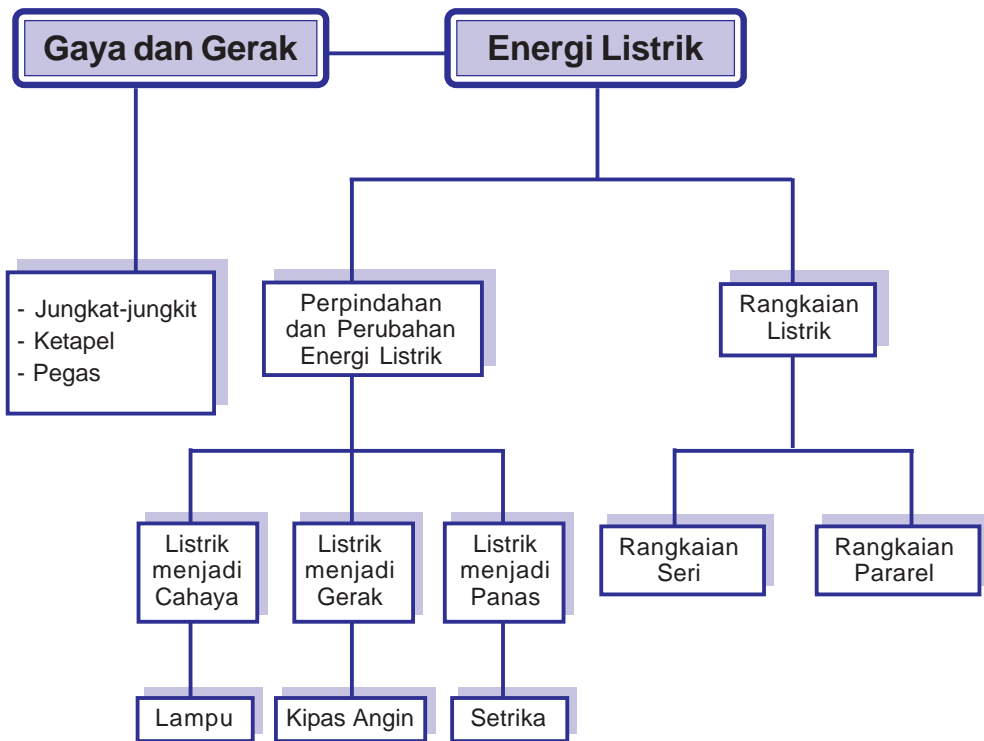 Gaya dan Gerak
Energi Listrik
- Jungkat-jungkit
- Ketapel
- Pegas
Perpindahan
dan Perubahan
Energi Listrik
Rangkaian
Listrik
Listrik
menjadi
Cahaya
Listrik
menjadi
Gerak
Listrik
menjadi
Panas
Rangkaian
Seri
Rangkaian
Pararel
Lampu
Kipas Angin
Setrika